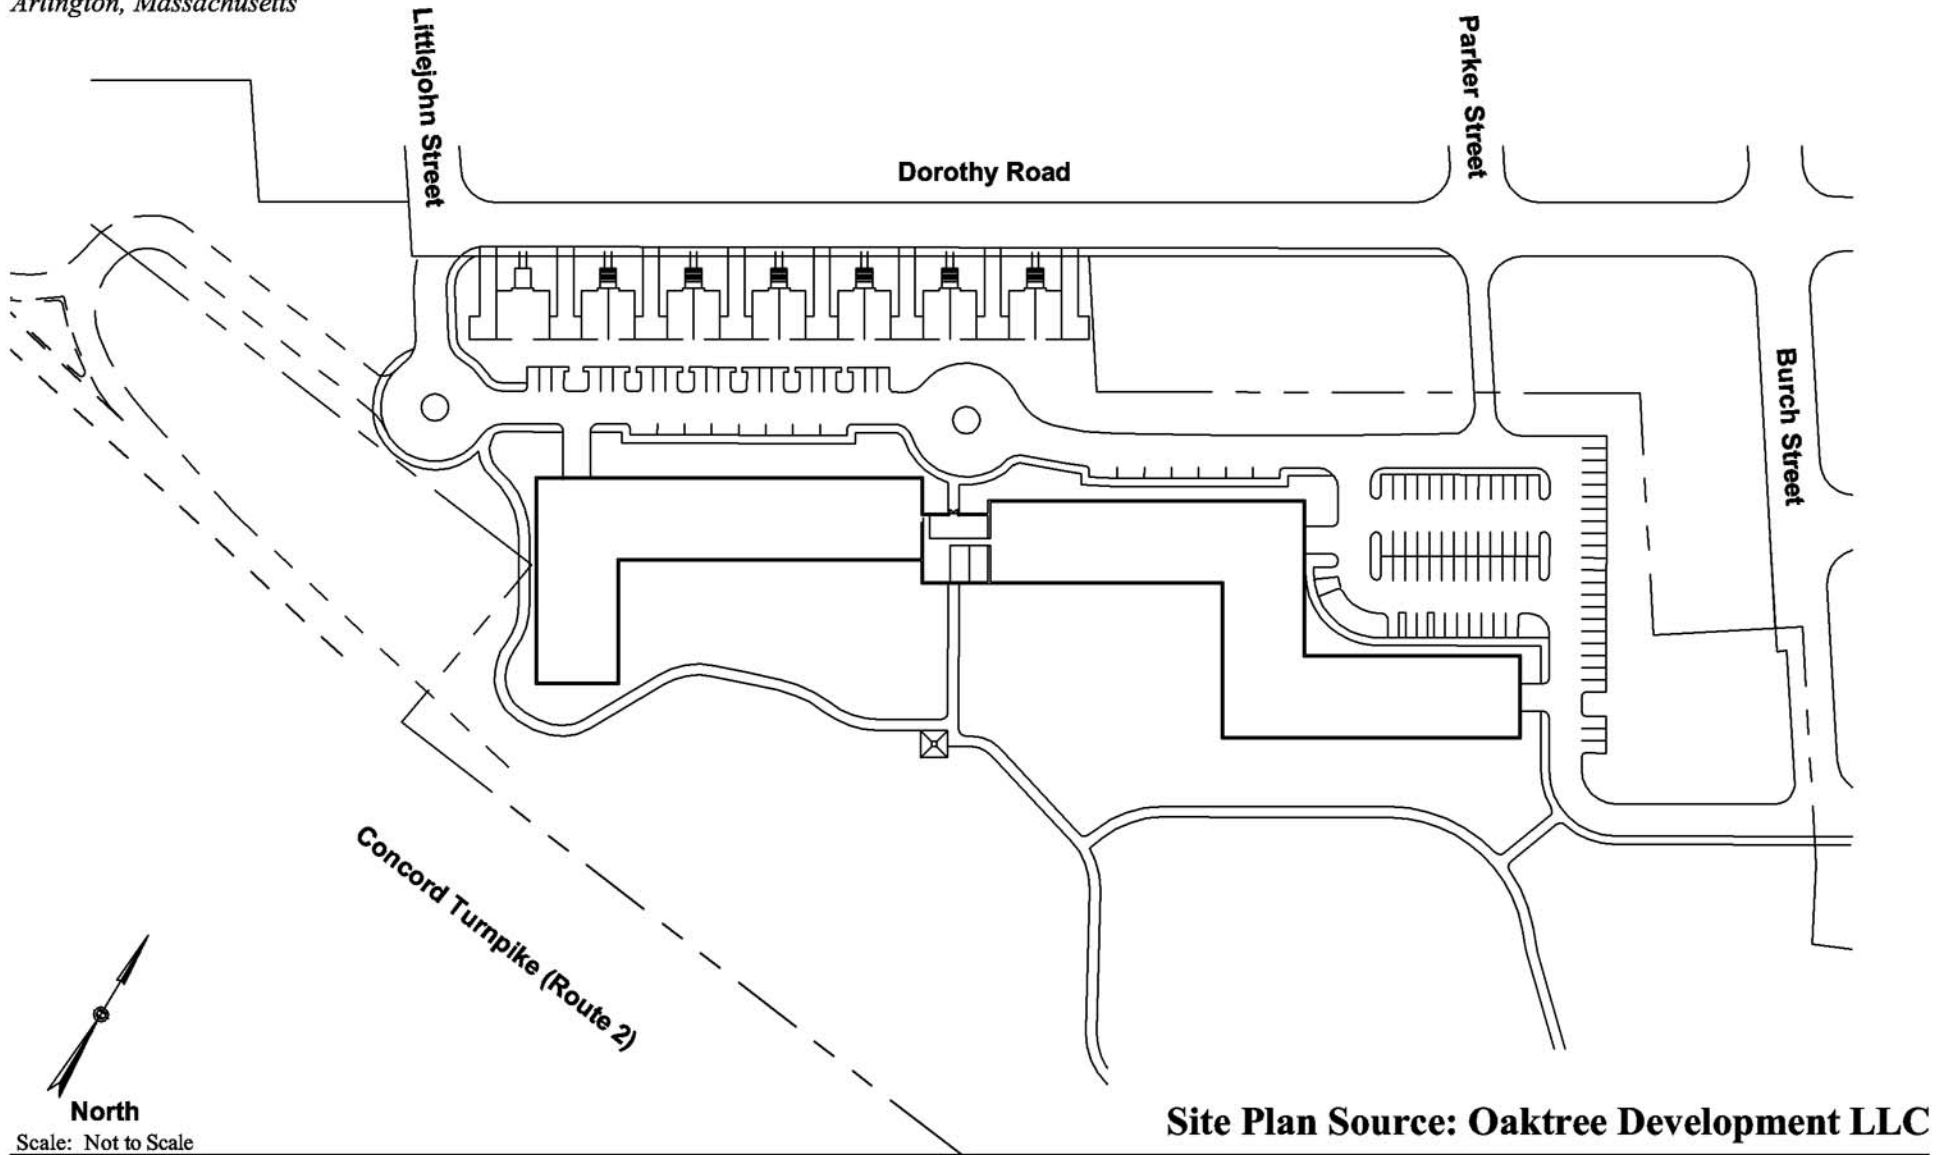 Arlington, Massachusetts
Littlejohn Street
Parker Street
Dorothy Road
Burch Street
Concord Turnpike (Route 2)
North
Scale: Not to Scale
Site Plan Source: Oaktree Development LLC